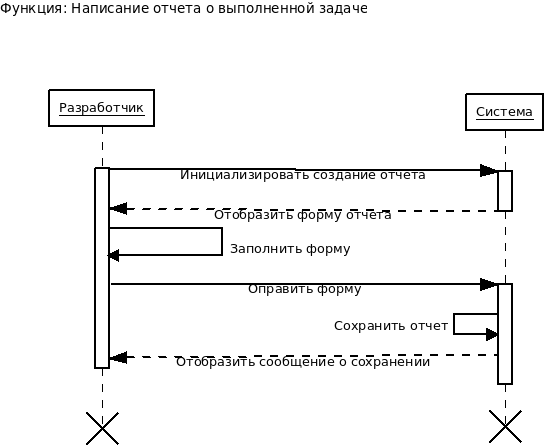 Функция: Написание отчета о выполненной задаче
Разработчик
Система
Инициализировать создание отчета
Отобразить форму отчета
Заполнить форму
Оправить форму
Сохранить отчет
Отобразить сообщение о сохранении